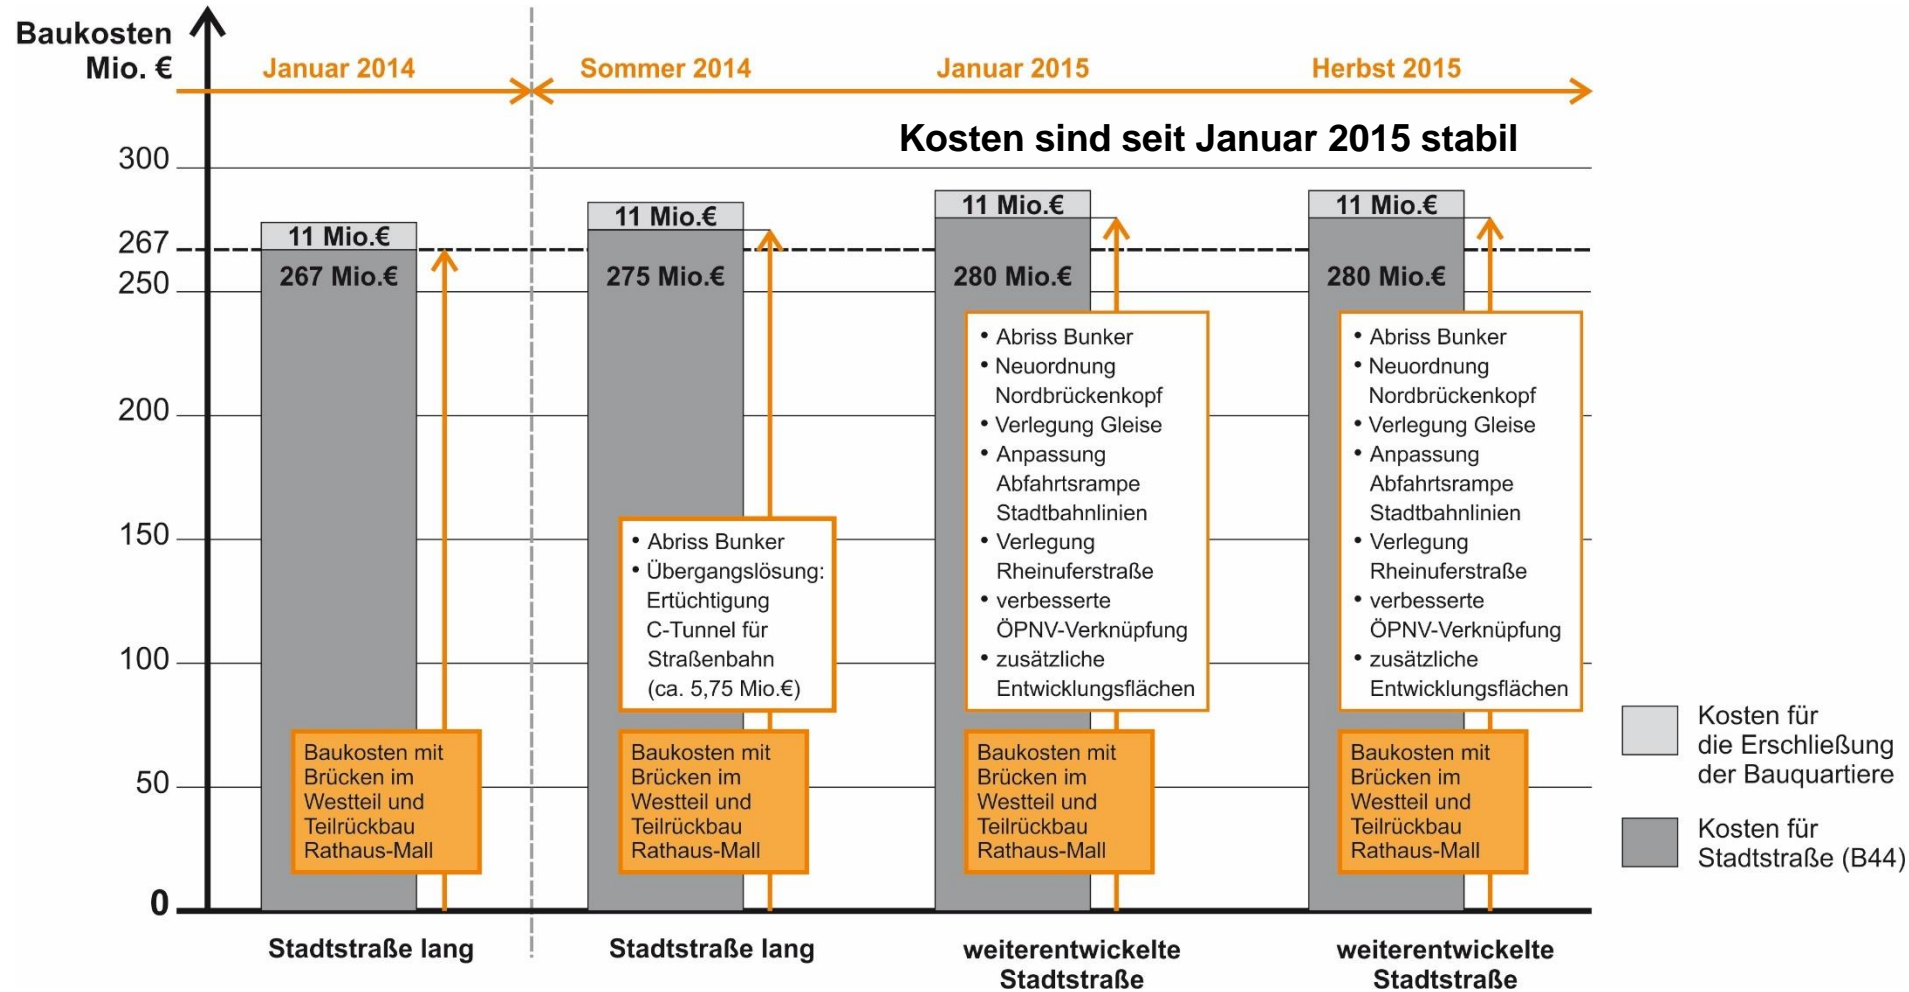 Baukosten
Mio. €
Januar 2014
Sommer 2014
Januar 2015
Herbst 2015
Kosten sind seit Januar 2015 stabil
300
267
250
200
150
100
50
0
11 Mio.€
267 Mio.€
Baukosten mit
Brücken im
Westteil und
Teilrückbau
Rathaus-Mall
Stadtstraße lang
11 Mio.€
275 Mio.€
• Abriss Bunker
• Übergangslösung:
Ertüchtigung
C-Tunnel für
Straßenbahn
(ca. 5,75 Mio.€)
Baukosten mit
Brücken im
Westteil und
Teilrückbau
Rathaus-Mall
Stadtstraße lang
11 Mio.€
280 Mio.€
• Abriss Bunker
• Neuordnung
Nordbrückenkopf
• Verlegung Gleise
• Anpassung
Abfahrtsrampe
Stadtbahnlinien
• Verlegung
Rheinuferstraße
• verbesserte
ÖPNV-Verknüpfung
• zusätzliche
Entwicklungsflächen
Baukosten mit
Brücken im
Westteil und
Teilrückbau
Rathaus-Mall
weiterentwickelte
Stadtstraße
11 Mio.€
280 Mio.€
• Abriss Bunker
• Neuordnung
Nordbrückenkopf
• Verlegung Gleise
• Anpassung
Abfahrtsrampe
Stadtbahnlinien
• Verlegung
Rheinuferstraße
• verbesserte
ÖPNV-Verknüpfung
• zusätzliche
Entwicklungsflächen
Baukosten mit
Brücken im
Westteil und
Teilrückbau
Rathaus-Mall
weiterentwickelte
Stadtstraße
Kosten für
die Erschließung
der Bauquartiere
Kosten für
Stadtstraße (B44)